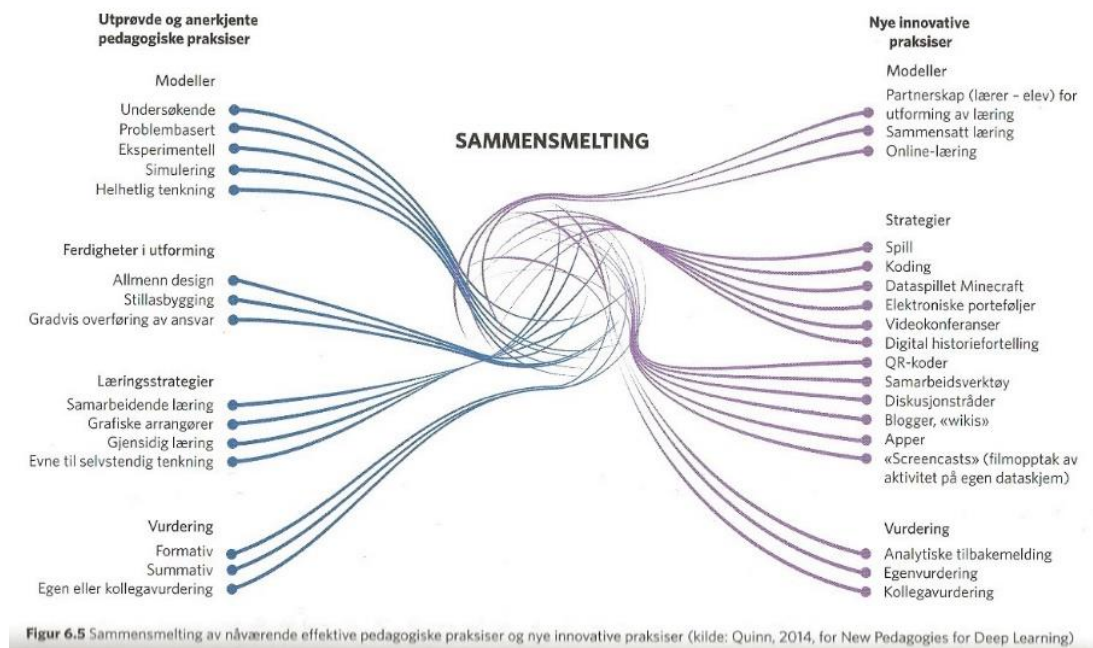 Utprøvde og anerkjente
pedagogiske praksiser
Modeller
Undersøkende
Problembasert
Eksperimentell
Simulering
Helhetlig tenkning
Ferdigheter i utforming
Allmenn design
Stillasbygging
Gradvis overføring av ansvar
Læringsstrategier
Samarbeidende læring
Grafiske arrangører
Gjensidig læring
Evne til selvstendig tenkning
Vurdering
Formativ
Summativ
Egen eller kollegavurdering
SAMMENSMELTING
Nye innovative
praksiser
Modeller
Partnerskap (lærer – elev) for
utforming av læring
Sammensatt læring
Online-læring
Strategier
Spill
Koding
Dataspillet Minecraft
Elektroniske porteføljer
Videokonferanser
Digital historiefortelling
QR-koder
Samarbeidsverktøy
Diskusjonstråder
Blogger, «wikis»
Apper
«Screencasts» (filmopptak av
aktivitet på egen dataskjem)
Vurdering
Analytiske tilbakemelding
Egenvurdering
Kollegavurdering
Figur 6.5 Sammensmelting av nåværende effektive pedagogiske praksiser og nye innovative praksiser (kilde: Quinn, 2014, for New Pedagogies for Deep Learning)